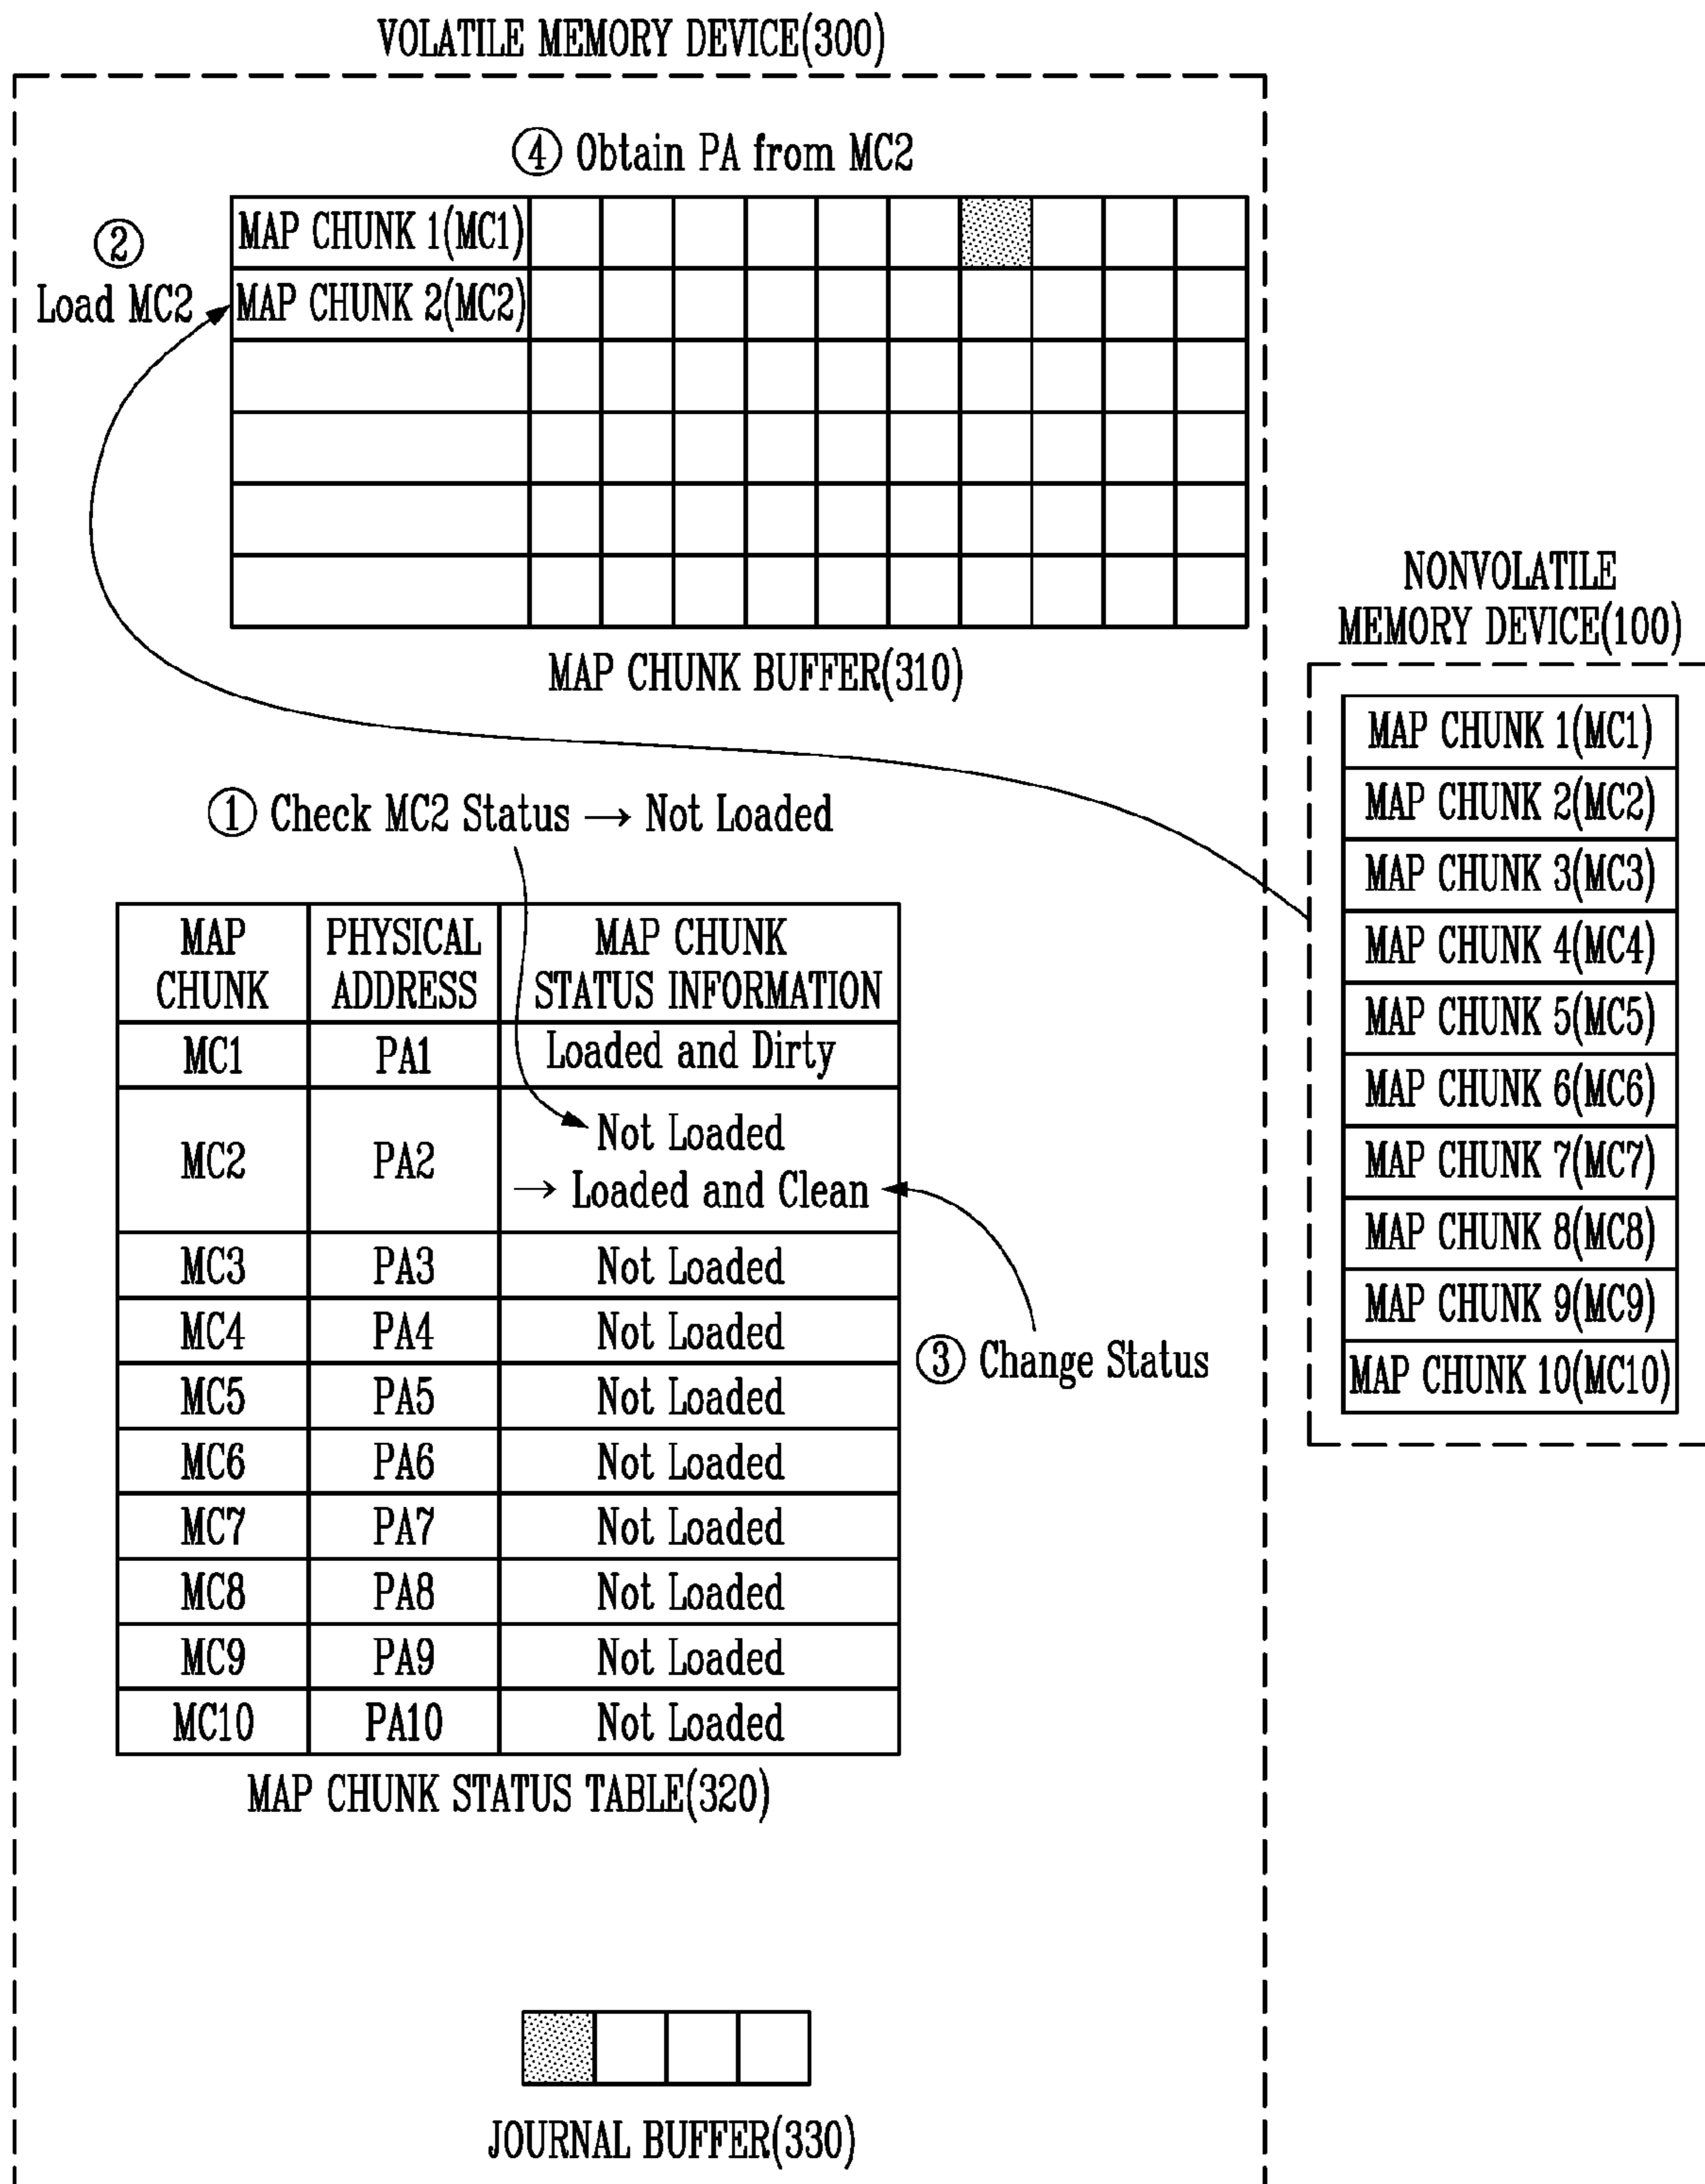 VOLATILE MEMORY DEVICE(300)
④ Obtain PA from MC2
②
Load MC2
MAP CHUNK 1(MC1)
MAP CHUNK 2(MC2)
MAP CHUNK BUFFER(310)
① Check MC2 Status → Not Loaded
MAP CHUNK
PHYSICAL ADDRESS
MAP CHUNK STATUS INFORMATION
MC1 PA1 Loaded and Dirty
MC2 PA2 Not Loaded
→ Loaded and Clean
MC3 PA3 Not Loaded
MC4 PA4 Not Loaded
MC5 PA5 Not Loaded
MC6 PA6 Not Loaded
MC7 PA7 Not Loaded
MC8 PA8 Not Loaded
MC9 PA9 Not Loaded
MC10 PA10 Not Loaded
③ Change Status
MAP CHUNK STATUS TABLE(320)
JOURNAL BUFFER(330)
NONVOLATILE
MEMORY DEVICE(100)
MAP CHUNK 1(MC1)
MAP CHUNK 2(MC2)
MAP CHUNK 3(MC3)
MAP CHUNK 4(MC4)
MAP CHUNK 5(MC5)
MAP CHUNK 6(MC6)
MAP CHUNK 7(MC7)
MAP CHUNK 8(MC8)
MAP CHUNK 9(MC9)
MAP CHUNK 10(MC10)